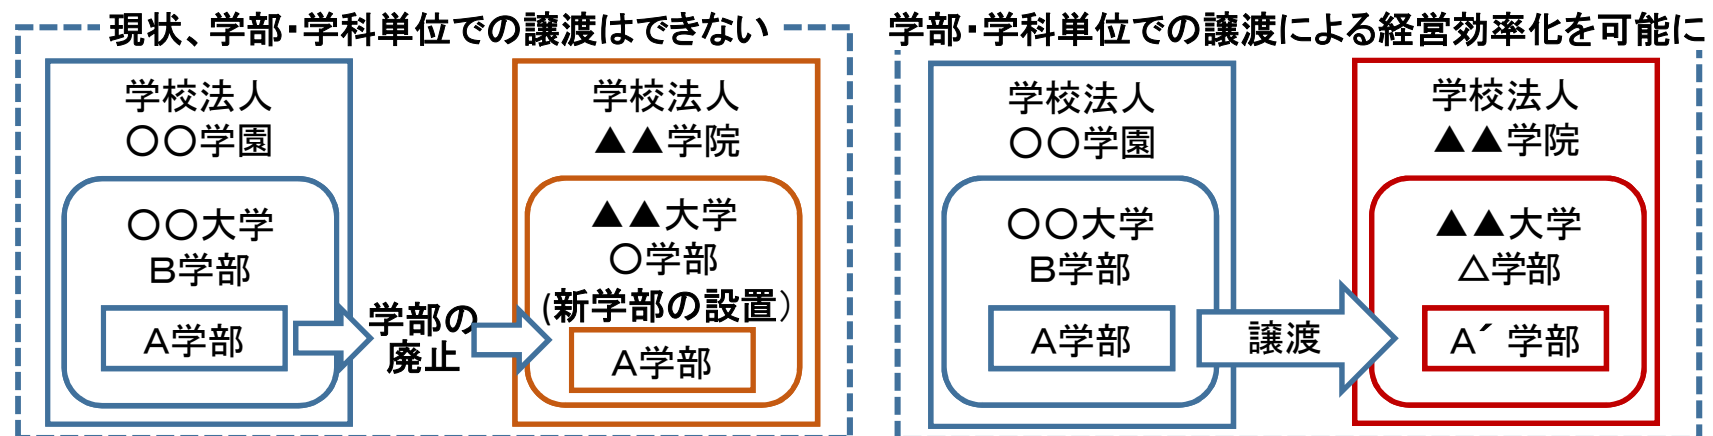 現状、学部・学科単位での譲渡はできない
学校法人
〇〇学園
〇〇大学
B学部
A学部
学部の
廃止
学校法人
▲▲学院
▲▲大学
〇学部
(新学部の設置)
A学部
学部・学科単位での譲渡による経営効率化を可能に
学校法人
〇〇学園
〇〇大学
B学部
A学部
譲渡
学校法人
▲▲学院
▲▲大学
△学部
A´ 学部